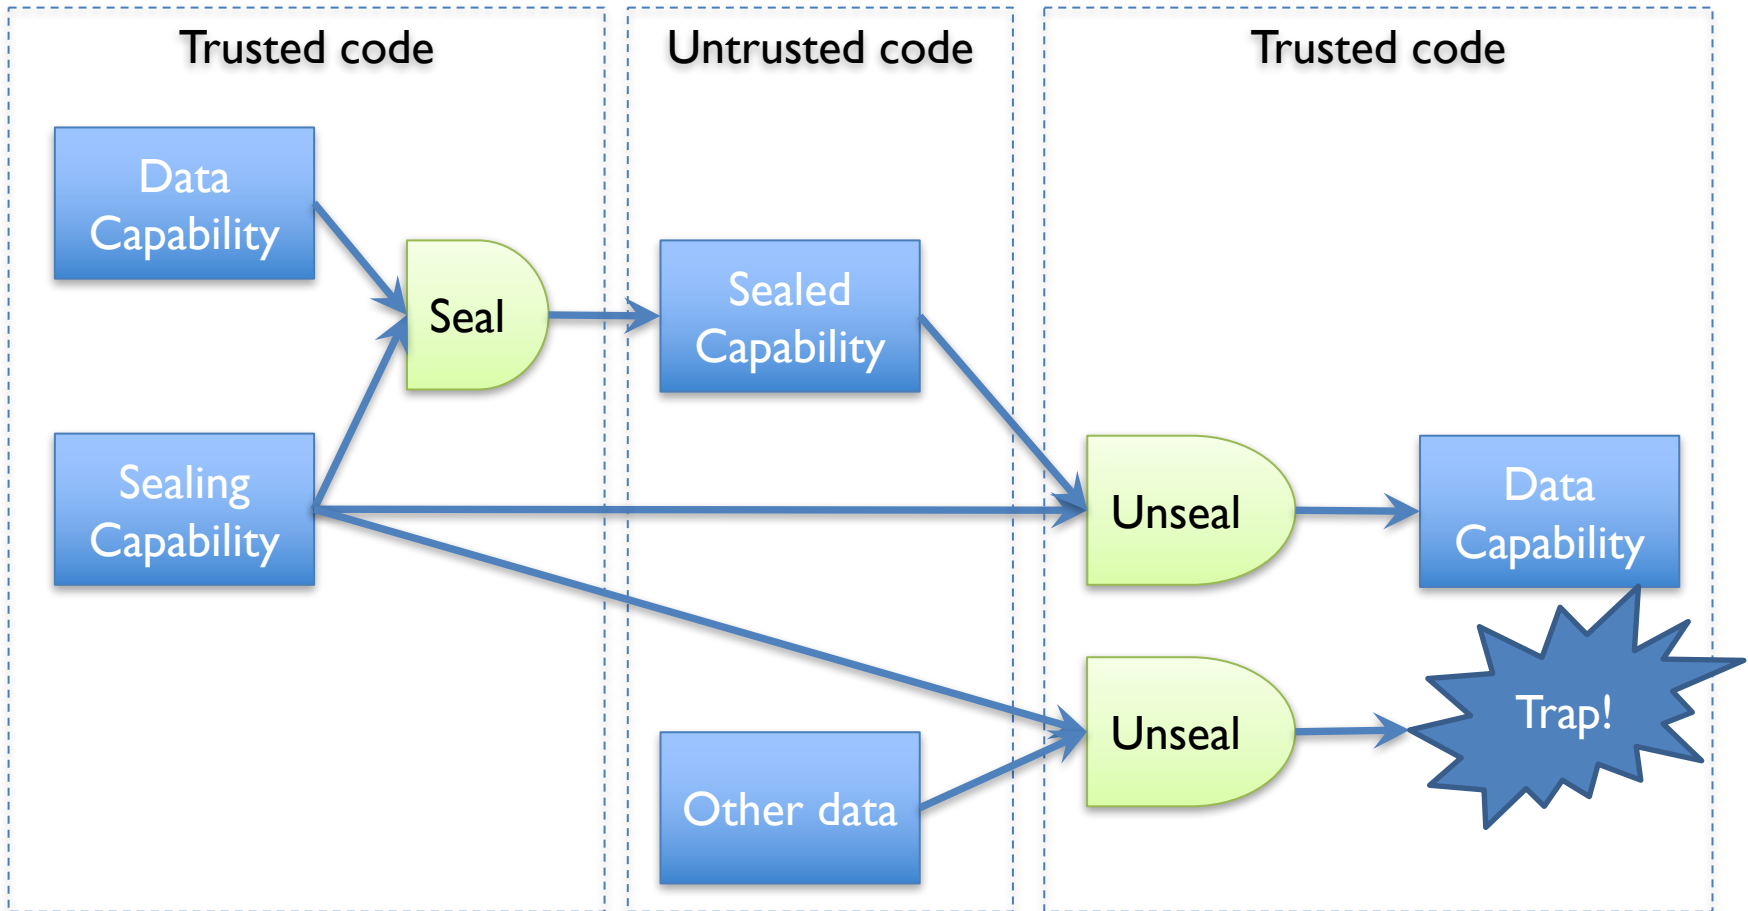 Trusted code
Untrusted code
Trusted code
Data
Capability
Seal
Sealed
Capability
Sealing
Capability
Unseal
Data
Capability
Unseal
Trap!
Other data